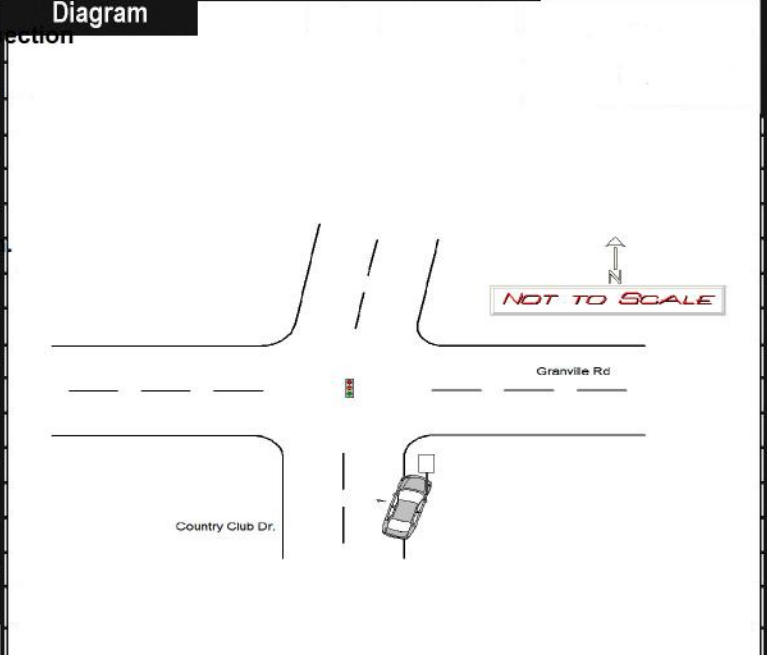 Diagram
ection
N
NOT TO SCALE
Granville Rd
Country Club Dr.